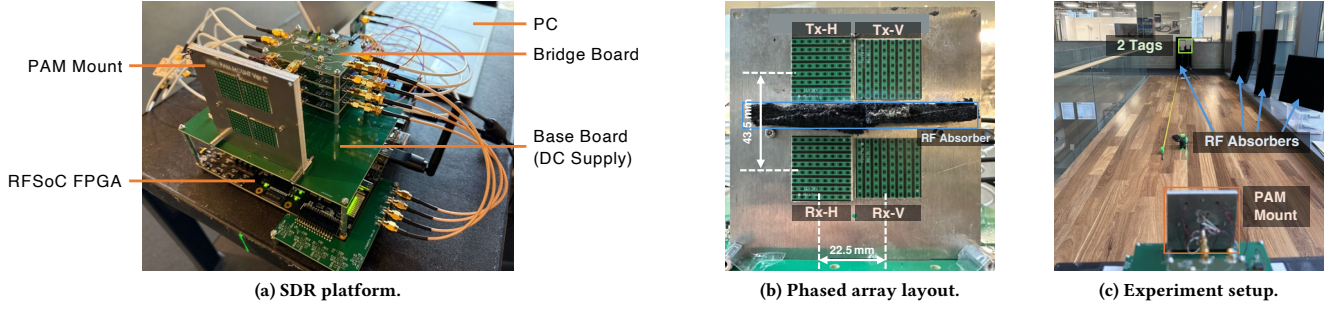 PC
Bridge Board
PAM Mount
Base Board
(DC Supply)
RFSoC FPGA
(a) SDR platform.
Tx-H
Tx-V
43.5 mm
RF Absorber
Rx-H
Rx-V
22.5 mm
(b) Phased array layout.
2 Tags
RF Absorbers
PAM
Mount
(c) Experiment setup.